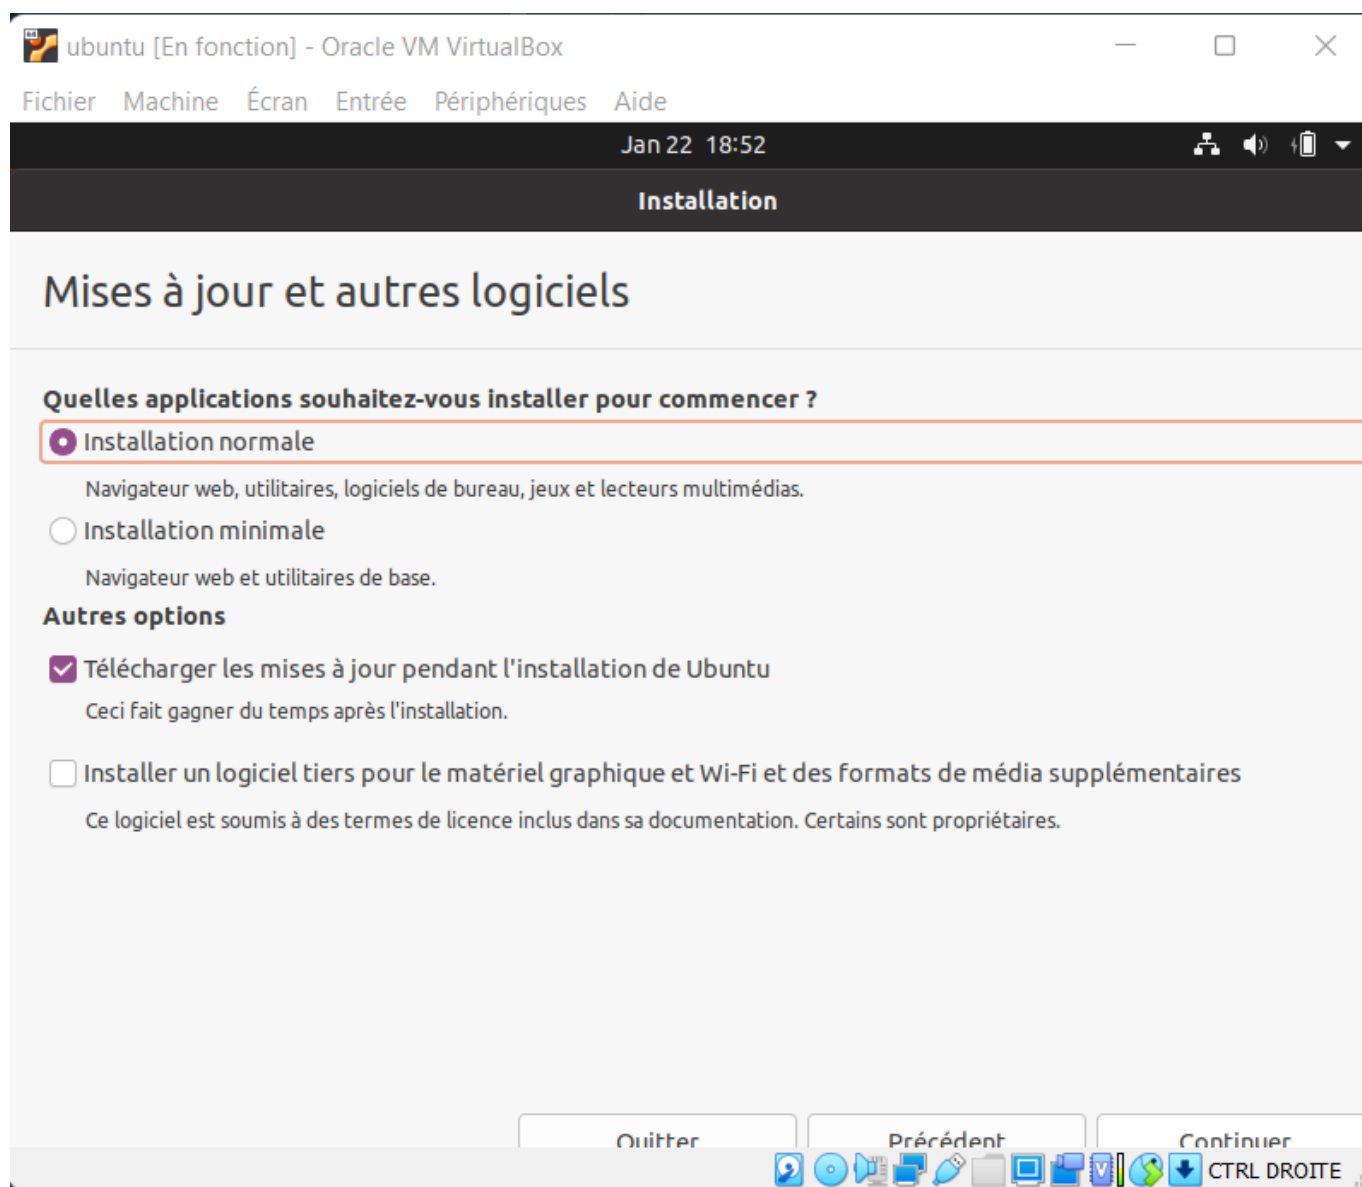 ubuntu [En fonction] - Oracle VM VirtualBox
Fichier Machine Écran Entrée Périphériques Aide
Jan 22 18:52
Installation
Mises à jour et autres logiciels
Quelles applications souhaitez-vous installer pour commencer ?
Installation normale
Navigateur web, utilitaires, logiciels de bureau, jeux et lecteurs multimédias.
Installation minimale
Navigateur web et utilitaires de base.
Autres options
Télécharger les mises à jour pendant l'installation de Ubuntu
Ceci fait gagner du temps après l'installation.
Installer un logiciel tiers pour le matériel graphique et Wi-Fi et des formats de média supplémentaires
Ce logiciel est soumis à des termes de licence inclus dans sa documentation. Certains sont propriétaires.
Quitter Précédent Continuer
CTRL DROITE